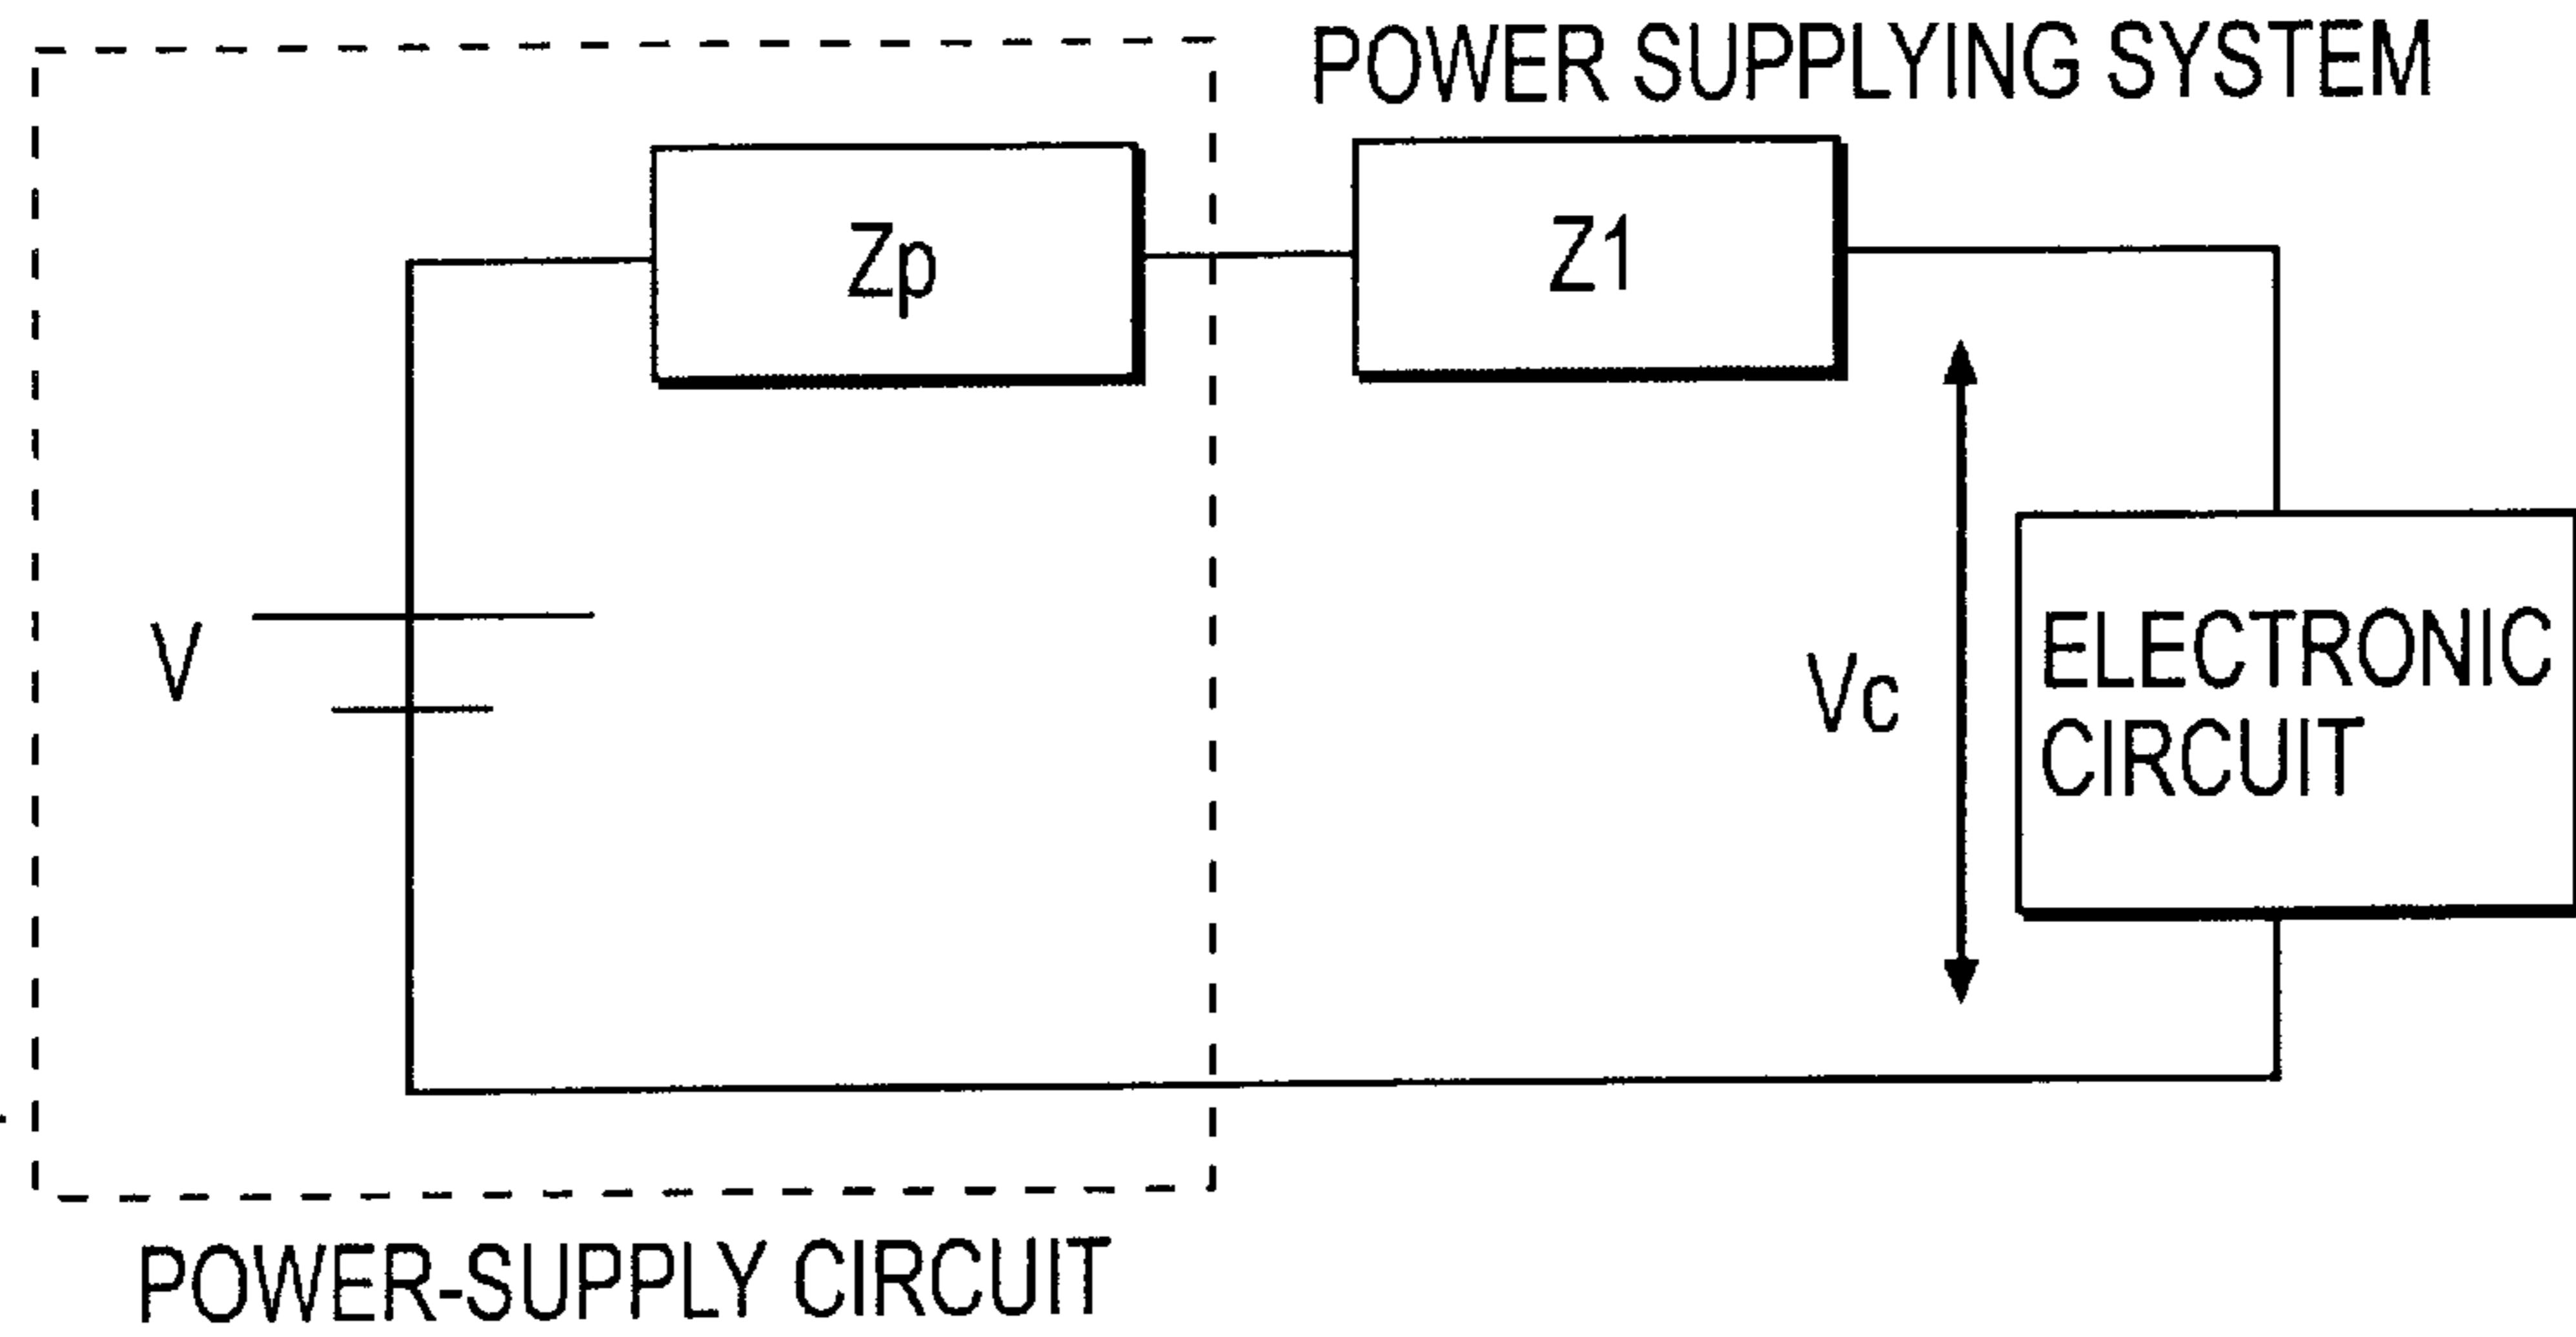 POWER SUPPLYING SYSTEM
Zp
Z1
V
Vc
ELECTRONIC
CIRCUIT
POWER-SUPPLY CIRCUIT